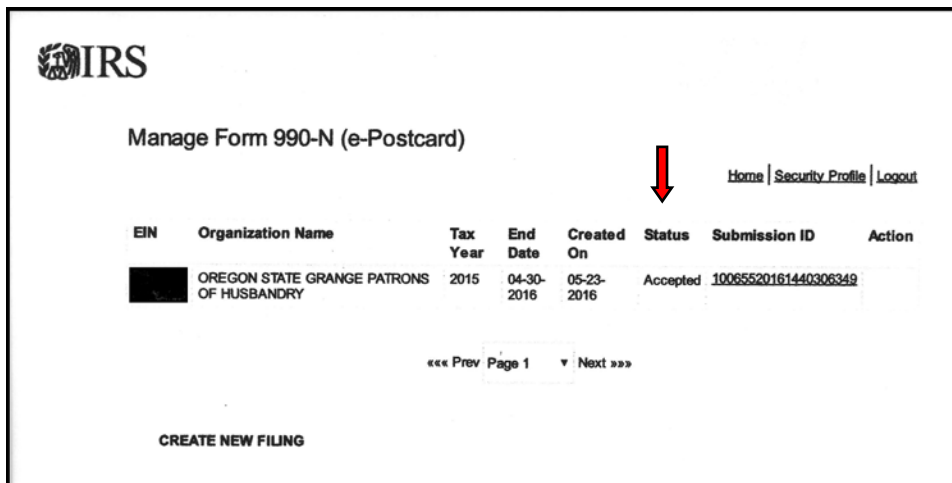 IRS
Manage Form 990-N (e-Postcard)
Home | Security Profile | Logout
EIN Organization Name Tax Year End Date Created On Status Submission ID Action
OREGON STATE GRANGE PATRONS OF HUSBANDRY 2015 04-30-2016 05-23-2016 Accepted 10065520161440306349
««« Prev Page 1 ▼ Next »»»
CREATE NEW FILING